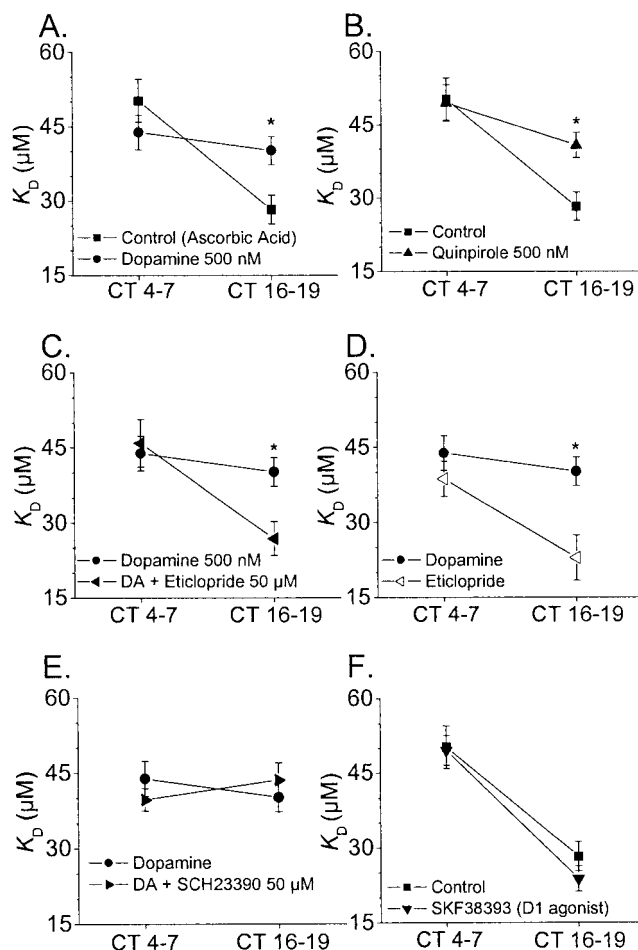 A.
60
45
30
15
K_D (μM)
*
Control (Ascorbic Acid)
Dopamine 500 nM
CT 4-7 CT 16-19
B.
60
45
30
15
K_D (μM)
*
Control
Quinpirole 500 nM
CT 4-7 CT 16-19
C.
60
45
30
15
K_D (μM)
*
Dopamine 500 nM
DA + Eticlopride 50 μM
CT 4-7 CT 16-19
D.
60
45
30
15
K_D (μM)
*
Dopamine
Eticlopride
CT 4-7 CT 16-19
E.
60
45
30
15
K_D (μM)
Dopamine
DA + SCH23390 50 μM
CT 4-7 CT 16-19
F.
60
45
30
15
K_D (μM)
Control
SKF38393 (D1 agonist)
CT 4-7 CT 16-19